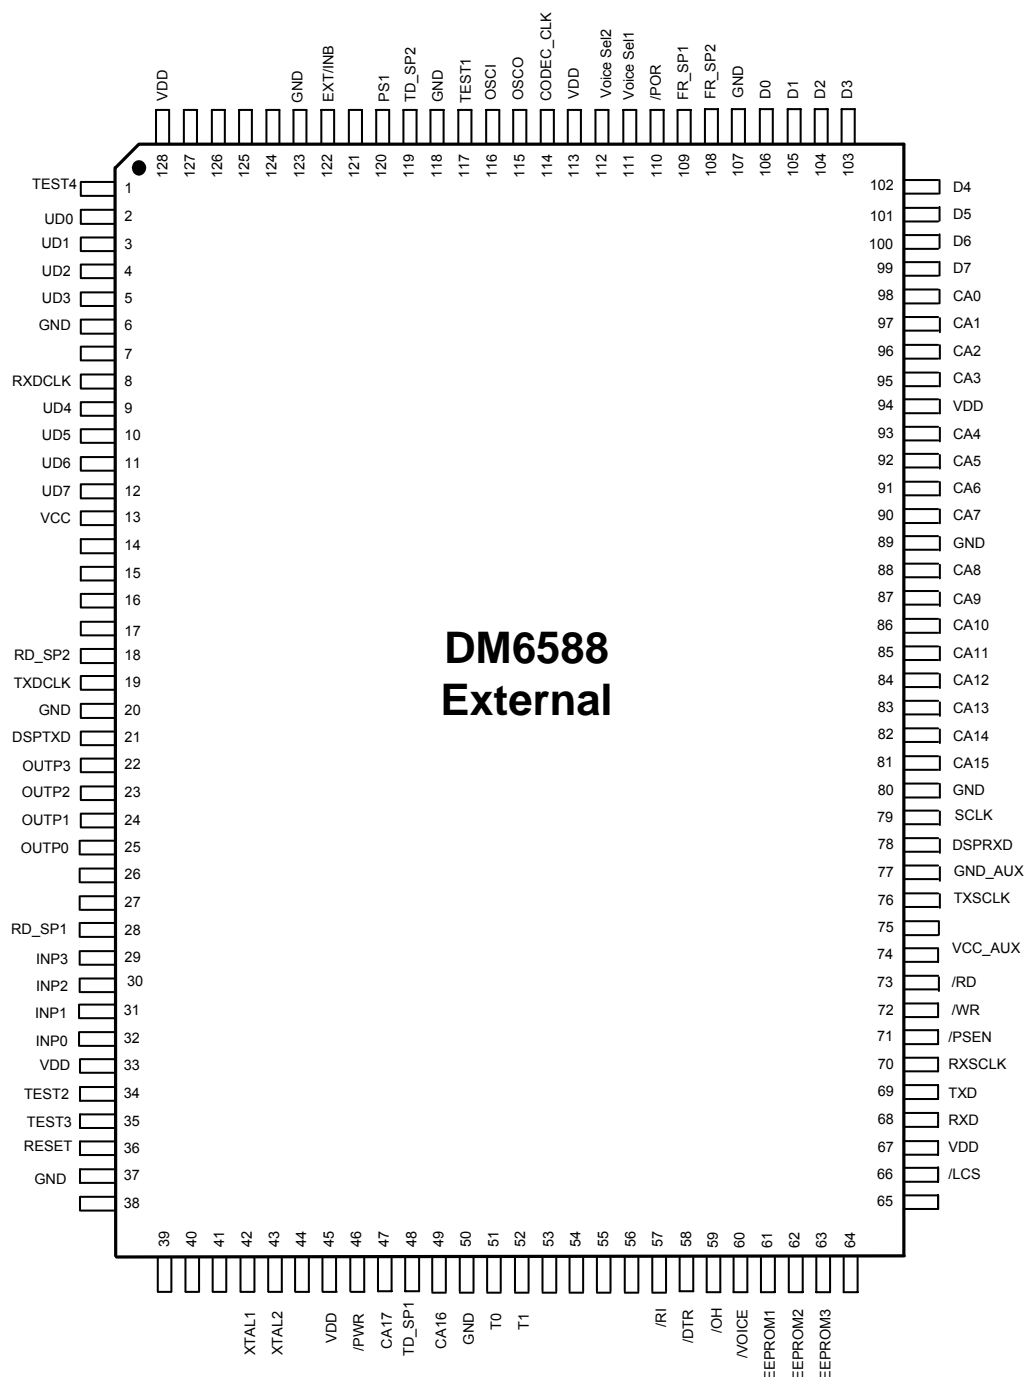 VDD
GND
EXT/INB
PS1
TD_SP2
GND
TEST1
OSCI
OSCO
CODEC_CLK
VDD
Voice Sel2
Voice Sel1
/POR
FR_SP1
FR_SP2
GND
D0
D1
D2
D3
128 127 126 125 124 123 122 121 120 119 118 117 116 115 114 113 112 111 110 109 108 107 106 105 104 103
TEST4 1
UD0 2
UD1 3
UD2 4
UD3 5
GND 6
7
RXDCLK 8
UD4 9
UD5 10
UD6 11
UD7 12
VCC 13
14
15
16
17
RD_SP2 18
TXDCLK 19
GND 20
DSPTXD 21
OUTP3 22
OUTP2 23
OUTP1 24
OUTP0 25
26
27
RD_SP1 28
INP3 29
INP2 30
INP1 31
INP0 32
VDD 33
TEST2 34
TEST3 35
RESET 36
GND 37
38
DM6588
External
102 D4
101 D5
100 D6
99 D7
98 CA0
97 CA1
96 CA2
95 CA3
94 VDD
93 CA4
92 CA5
91 CA6
90 CA7
89 GND
88 CA8
87 CA9
86 CA10
85 CA11
84 CA12
83 CA13
82 CA14
81 CA15
80 GND
79 SCLK
78 DSPRXD
77 GND_AUX
76 TXSCLK
75
74 VCC_AUX
73 /RD
72 /WR
71 /PSEN
70 RXSCLK
69 TXD
68 RXD
67 VDD
66 /LCS
65
39 40 41 42 43 44 45 46 47 48 49 50 51 52 53 54 55 56 57 58 59 60 61 62 63 64
XTAL1
XTAL2
VDD
/PWR
CA17
TD_SP1
CA16
GND
T0
T1
/RI
/DTR
/OH
/VOICE
EEPROM1
EEPROM2
EEPROM3